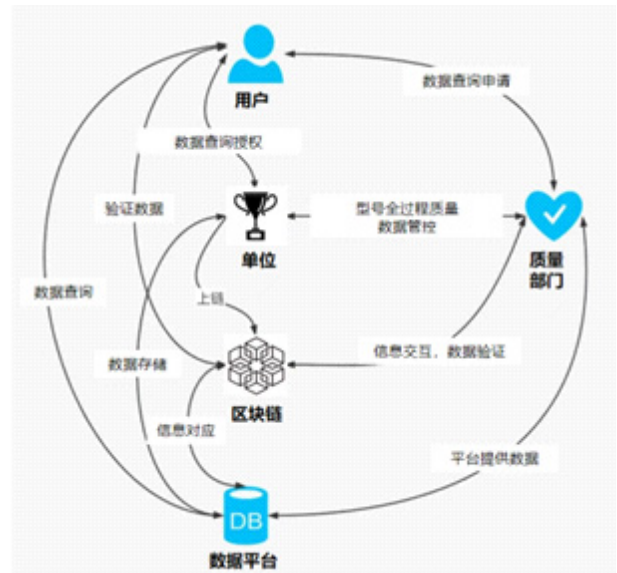 用户
数据查询申请
数据查询授权
验证数据
型号全过程质量
数据管控
单位
质量
部门
数据查询
上链
数据存储
信息交互，数据验证
区块链
信息对应
平台提供数据
DB
数据平台